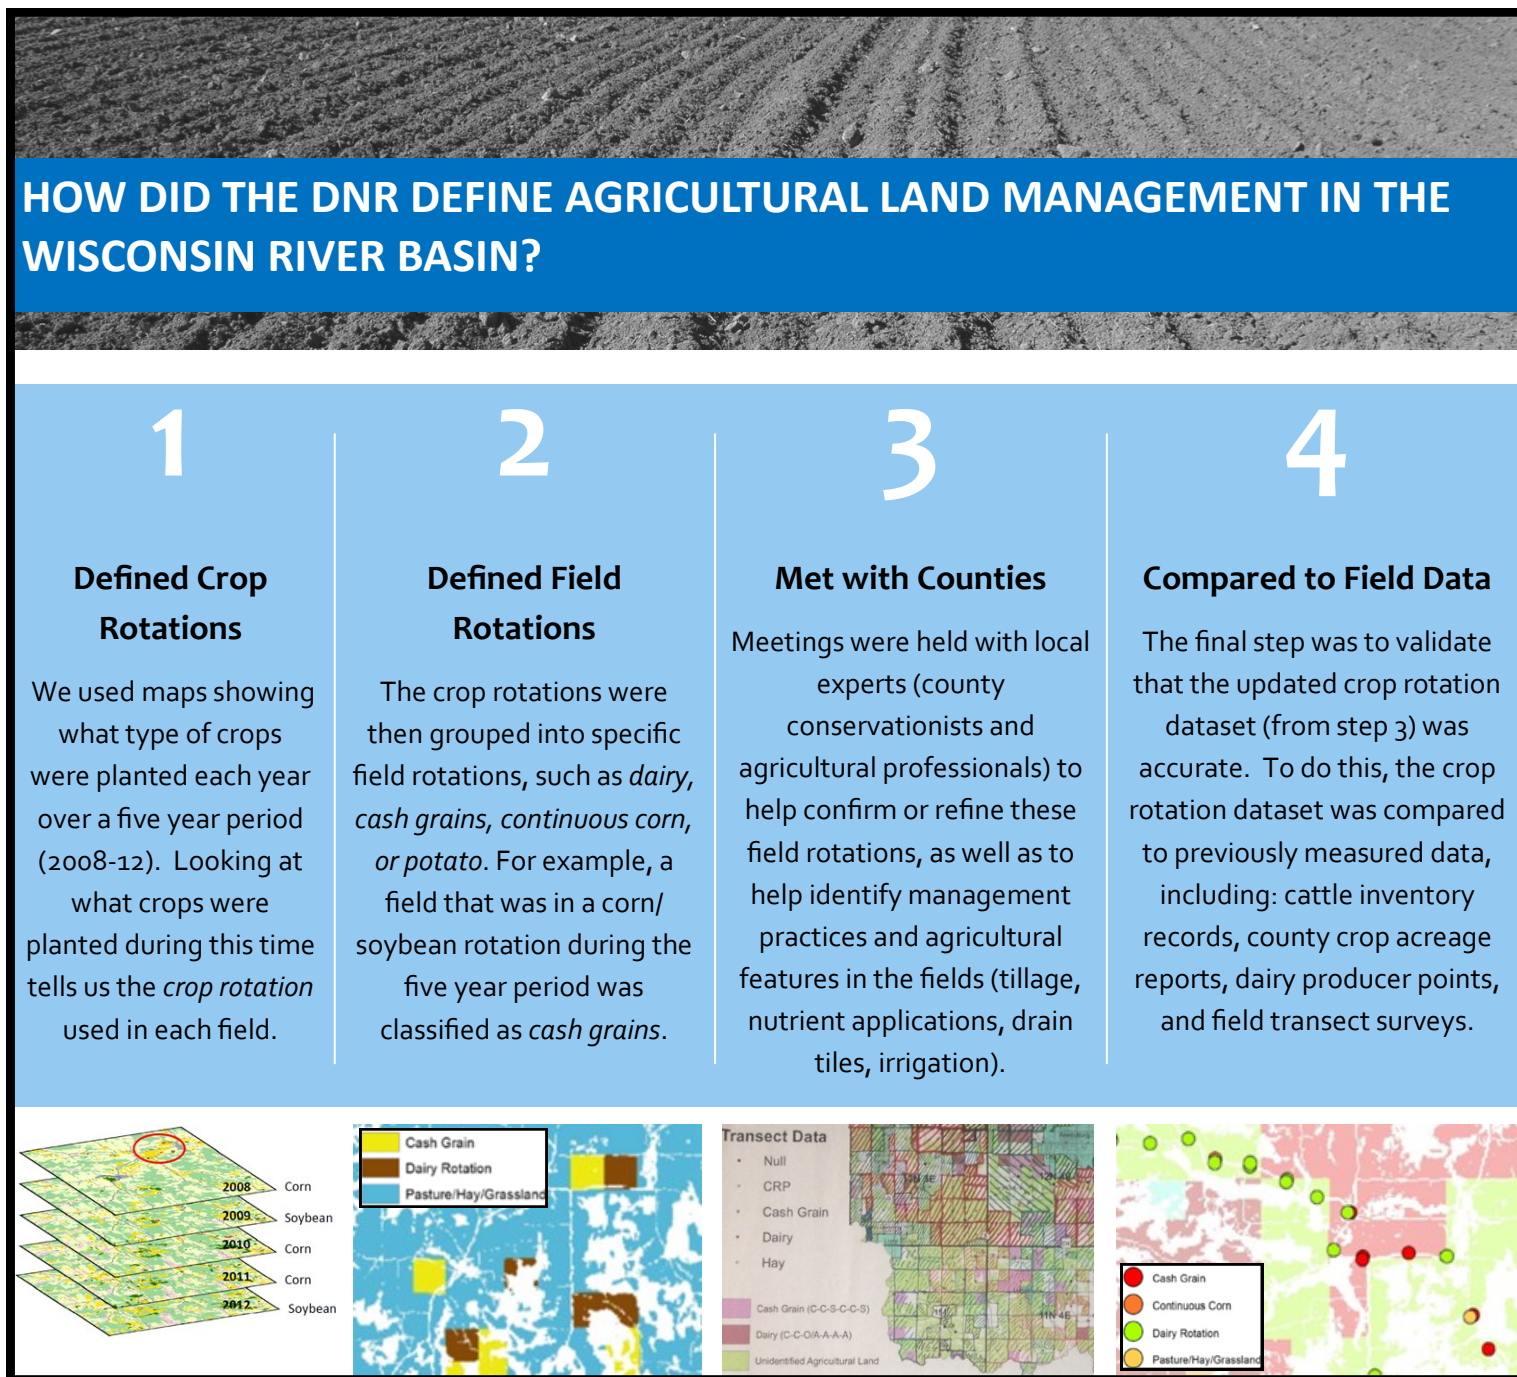 HOW DID THE DNR DEFINE AGRICULTURAL LAND MANAGEMENT IN THE
WISCONSIN RIVER BASIN?
1
Defined Crop
Rotations
We used maps showing
what type of crops
were planted each year
over a five year period
(2008-12).  Looking at
what crops were
planted during this time
tells us the crop rotation
used in each field.
2
Defined Field
Rotations
The crop rotations were
then grouped into specific
field rotations, such as dairy,
cash grains, continuous corn,
or potato. For example, a
field that was in a corn/
soybean rotation during the
five year period was
classified as cash grains.
3
Met with Counties
Meetings were held with local
experts (county
conservationists and
agricultural professionals) to
help confirm or refine these
field rotations, as well as to
help identify management
practices and agricultural
features in the fields (tillage,
nutrient applications, drain
tiles, irrigation).
4
Compared to Field Data
The final step was to validate
that the updated crop rotation
dataset (from step 3) was
accurate.  To do this, the crop
rotation dataset was compared
to previously measured data,
including: cattle inventory
records, county crop acreage
reports, dairy producer points,
and field transect surveys.
2008 Corn
2009 Soybean
2010 Corn
2011 Corn
2012 Soybean
Cash Grain
Dairy Rotation
Pasture/Hay/Grassland
Transect Data
Null
CRP
Cash Grain
Dairy
Hay
Cash Grain (C-C-S-C-C-S)
Dairy (C-C-O/A-A-A-A)
Unidentified Agricultural Land
11N 4E
Cash Grain
Continuous Corn
Dairy Rotation
Pasture/Hay/Grassland